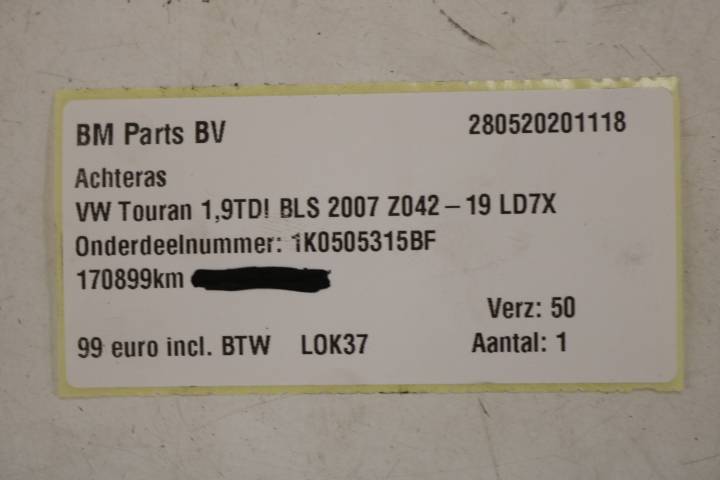 BM Parts BV 280520201118
Achteras
VW Touran 1,9TDI BLS 2007 Z042-19 LD7X
Onderdeelnummer: 1K0505315BF
170899km
Verz: 50
99 euro incl. BTW LOK37 Aantal: 1